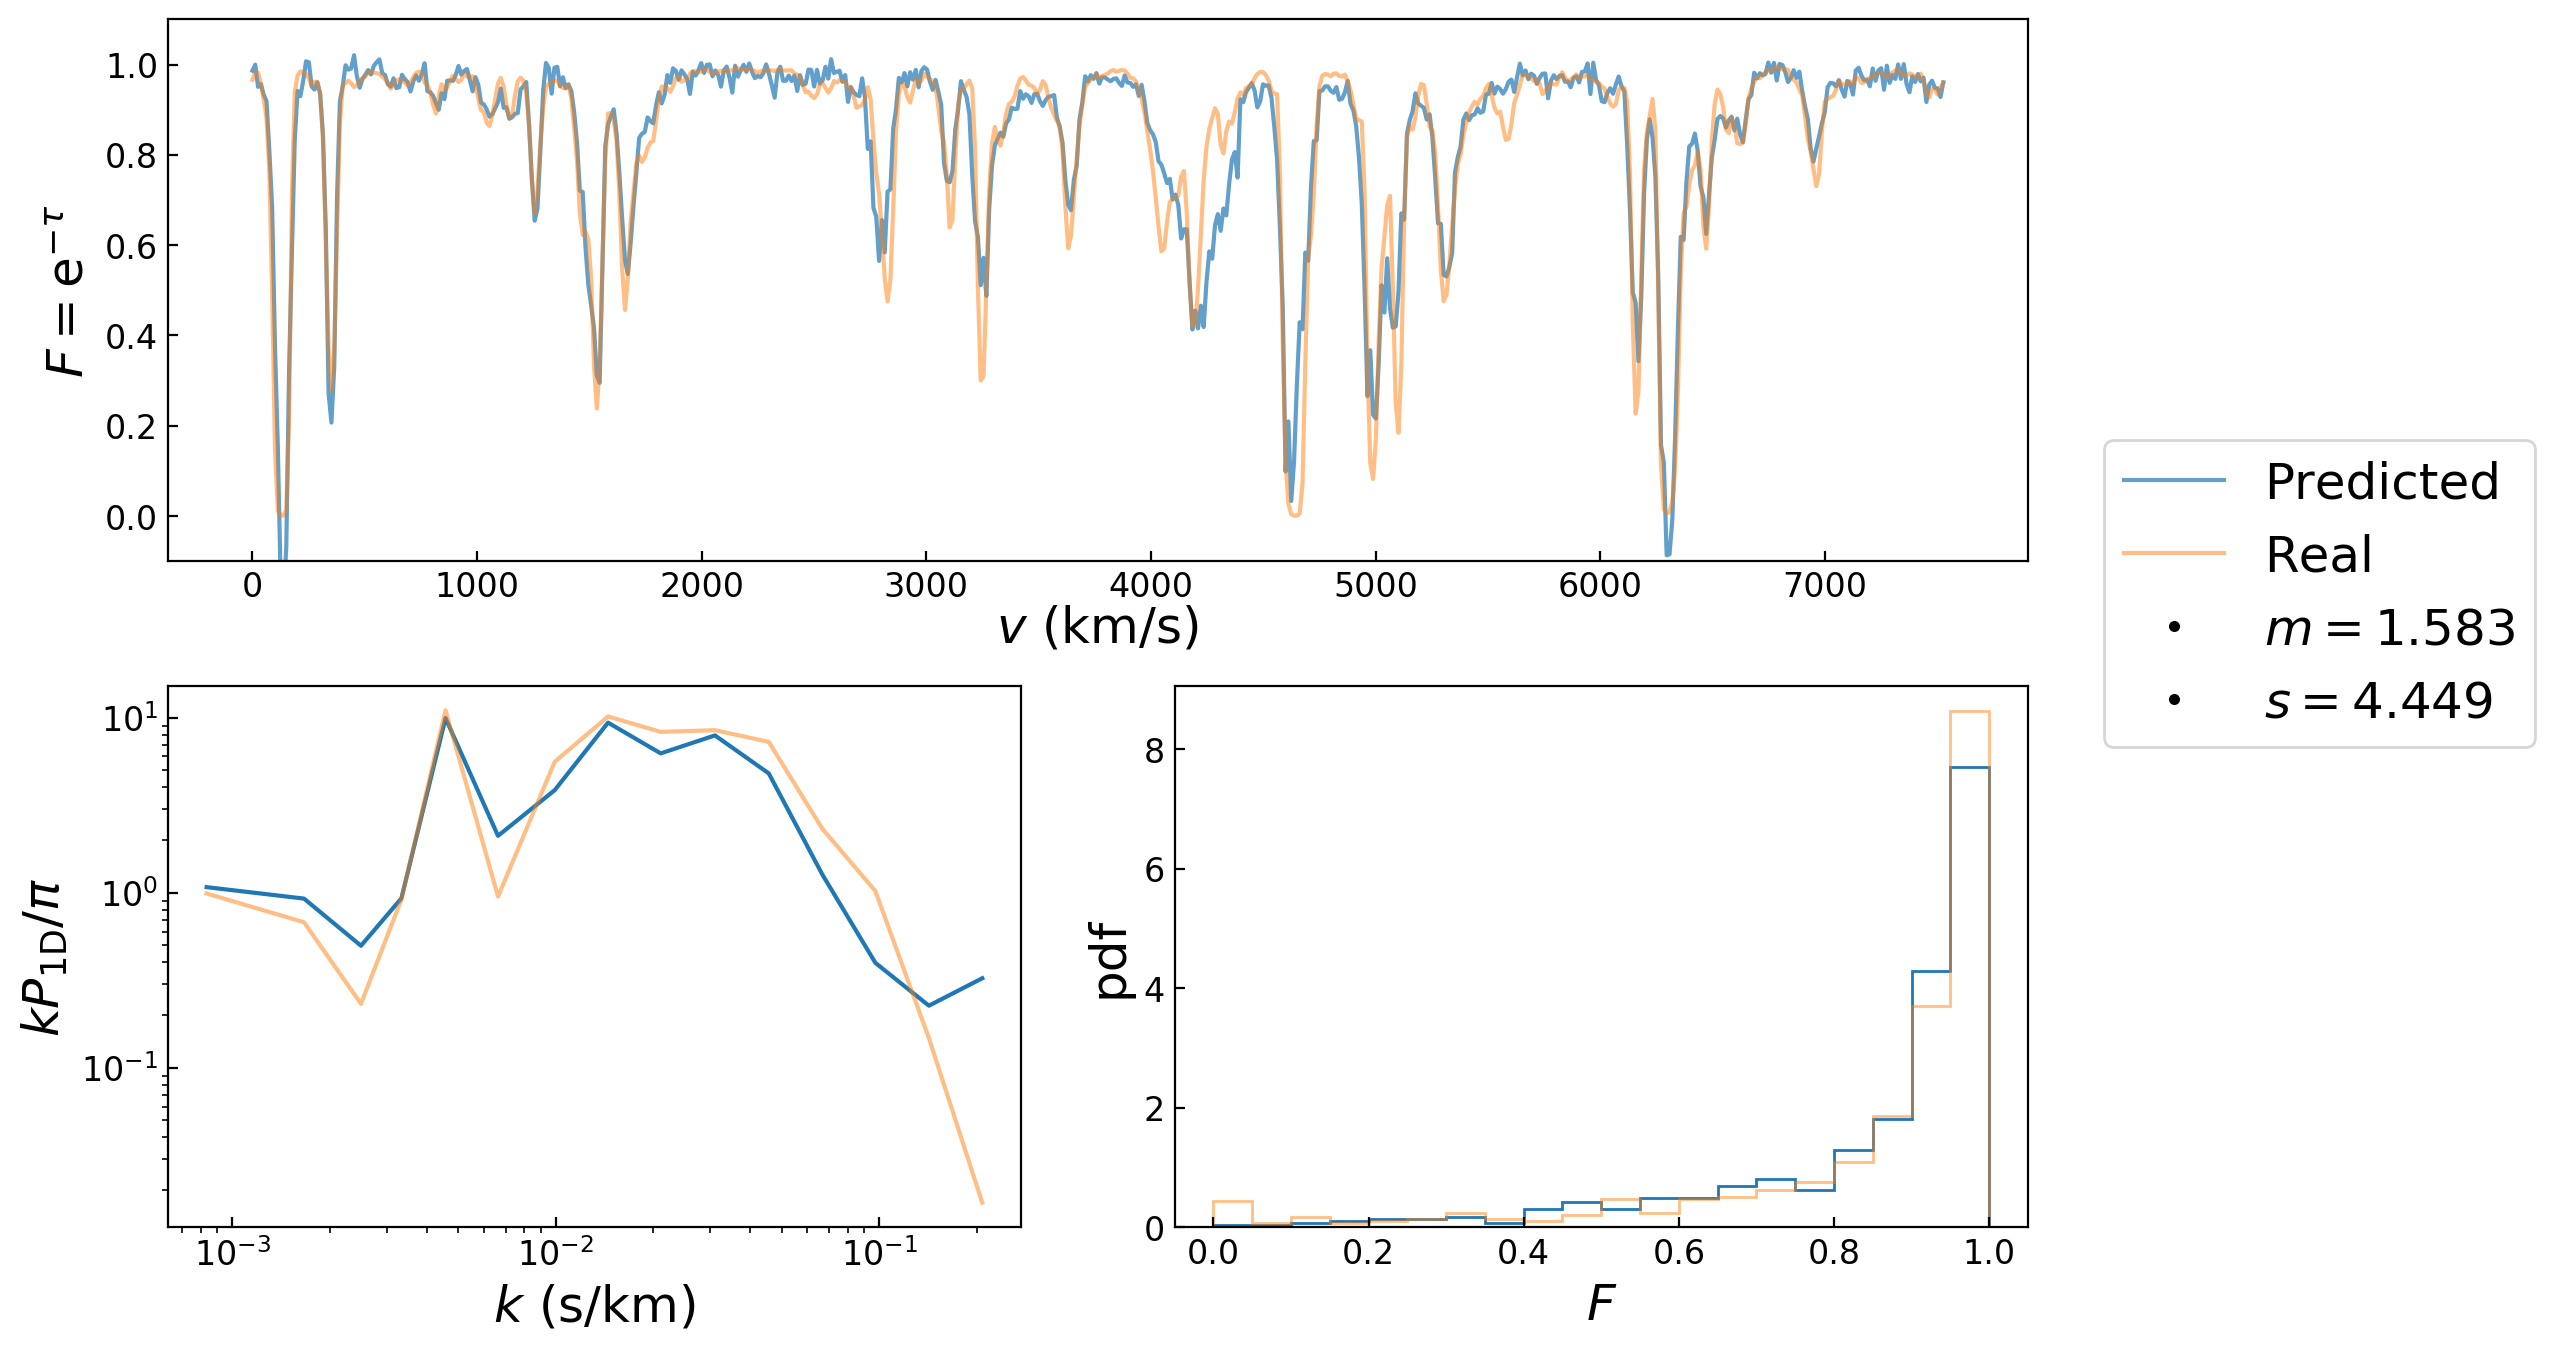 F = e^{−τ}
1.0
0.8
0.6
0.4
0.2
0.0
0 1000 2000 3000 4000 5000 6000 7000
v (km/s)
Predicted
Real
m = 1.583
s = 4.449
kP_{1D}/π
10^1
10^0
10^{−1}
10^{−3} 10^{−2} 10^{−1}
k (s/km)
pdf
8
6
4
2
0
0.0 0.2 0.4 0.6 0.8 1.0
F